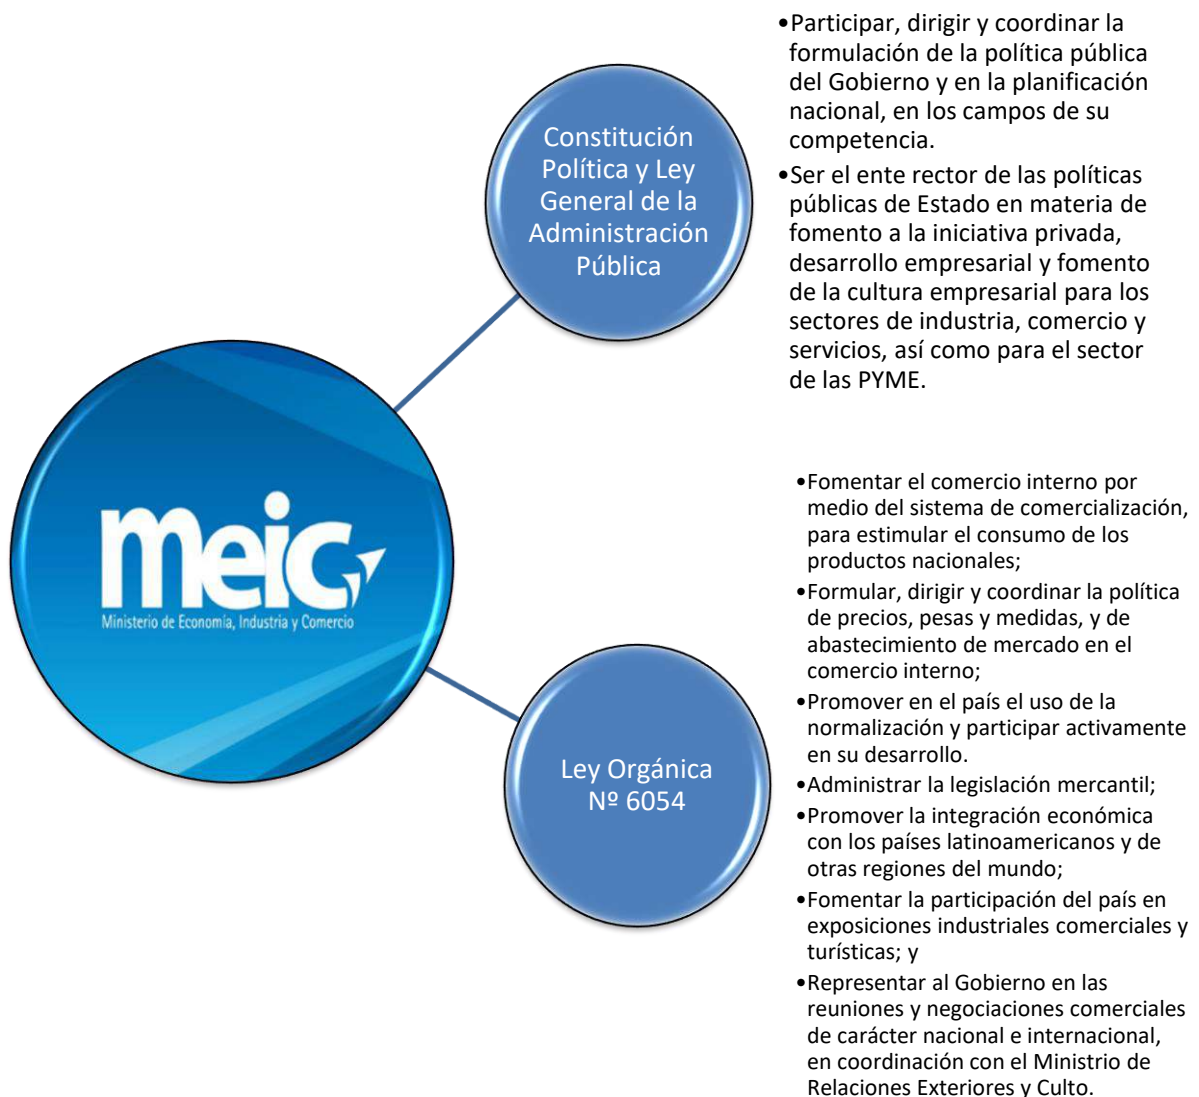 •Participar, dirigir y coordinar la
formulación de la política pública
del Gobierno y en la planificación
nacional, en los campos de su
competencia.
•Ser el ente rector de las políticas
públicas de Estado en materia de
fomento a la iniciativa privada,
desarrollo empresarial y fomento
de la cultura empresarial para los
sectores de industria, comercio y
servicios, así como para el sector
de las PYME.
Constitución
Política y Ley
General de la
Administración
Pública
meic
Ministerio de Economía, Industria y Comercio
Ley Orgánica
Nº 6054
•Fomentar el comercio interno por
medio del sistema de comercialización,
para estimular el consumo de los
productos nacionales;
•Formular, dirigir y coordinar la política
de precios, pesas y medidas, y de
abastecimiento de mercado en el
comercio interno;
•Promover en el país el uso de la
normalización y participar activamente
en su desarrollo.
•Administrar la legislación mercantil;
•Promover la integración económica
con los países latinoamericanos y de
otras regiones del mundo;
•Fomentar la participación del país en
exposiciones industriales comerciales y
turísticas; y
•Representar al Gobierno en las
reuniones y negociaciones comerciales
de carácter nacional e internacional,
en coordinación con el Ministrio de
Relaciones Exteriores y Culto.